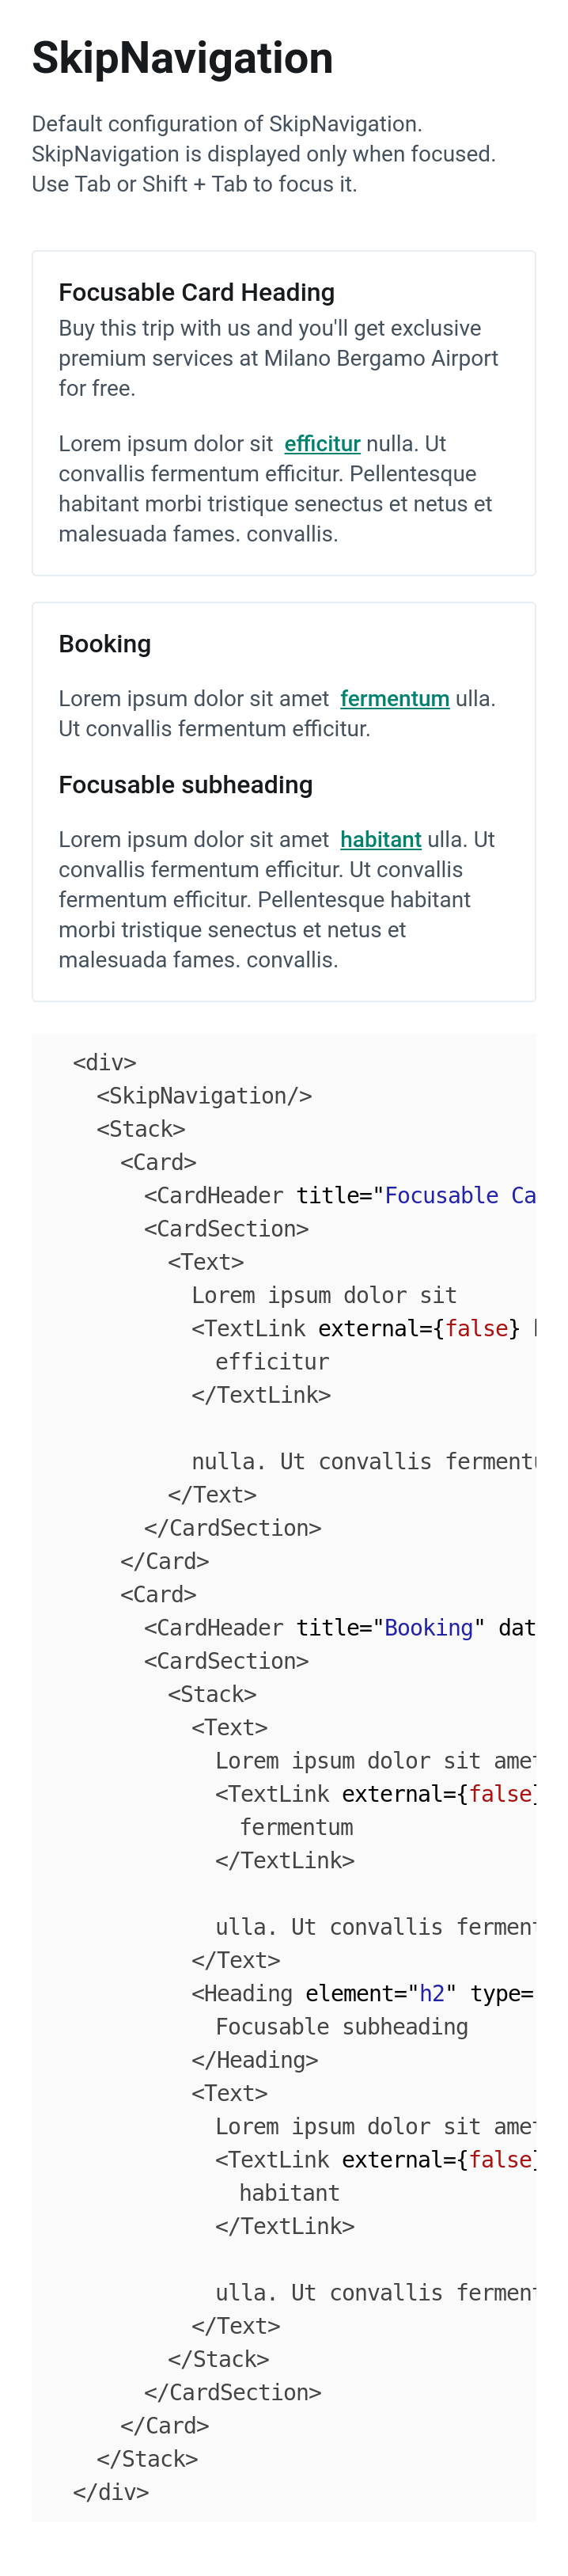 SkipNavigation
Default configuration of SkipNavigation.
SkipNavigation is displayed only when focused.
Use Tab or Shift + Tab to focus it.
Focusable Card Heading
Buy this trip with us and you'll get exclusive
premium services at Milano Bergamo Airport
for free.
Lorem ipsum dolor sit efficitur nulla. Ut
convallis fermentum efficitur. Pellentesque
habitant morbi tristique senectus et netus et
malesuada fames. convallis.
Booking
Lorem ipsum dolor sit amet fermentum ulla.
Ut convallis fermentum efficitur.
Focusable subheading
Lorem ipsum dolor sit amet habitant ulla. Ut
convallis fermentum efficitur. Ut convallis
fermentum efficitur. Pellentesque habitant
morbi tristique senectus et netus et
malesuada fames. convallis.
<div>
<SkipNavigation/>
<Stack>
<Card>
<CardHeader title="Focusable Ca
<CardSection>
<Text>
Lorem ipsum dolor sit
<TextLink external={false}
efficitur
</TextLink>
nulla. Ut convallis ferment
</Text>
</CardSection>
</Card>
<Card>
<CardHeader title="Booking" dat
<CardSection>
<Stack>
<Text>
Lorem ipsum dolor sit amet
<TextLink external={false}
fermentum
</TextLink>
ulla. Ut convallis ferment
</Text>
<Heading element="h2" type=
Focusable subheading
</Heading>
<Text>
Lorem ipsum dolor sit amet
<TextLink external={false}
habitant
</TextLink>
ulla. Ut convallis ferment
</Text>
</Stack>
</CardSection>
</Card>
</Stack>
</div>